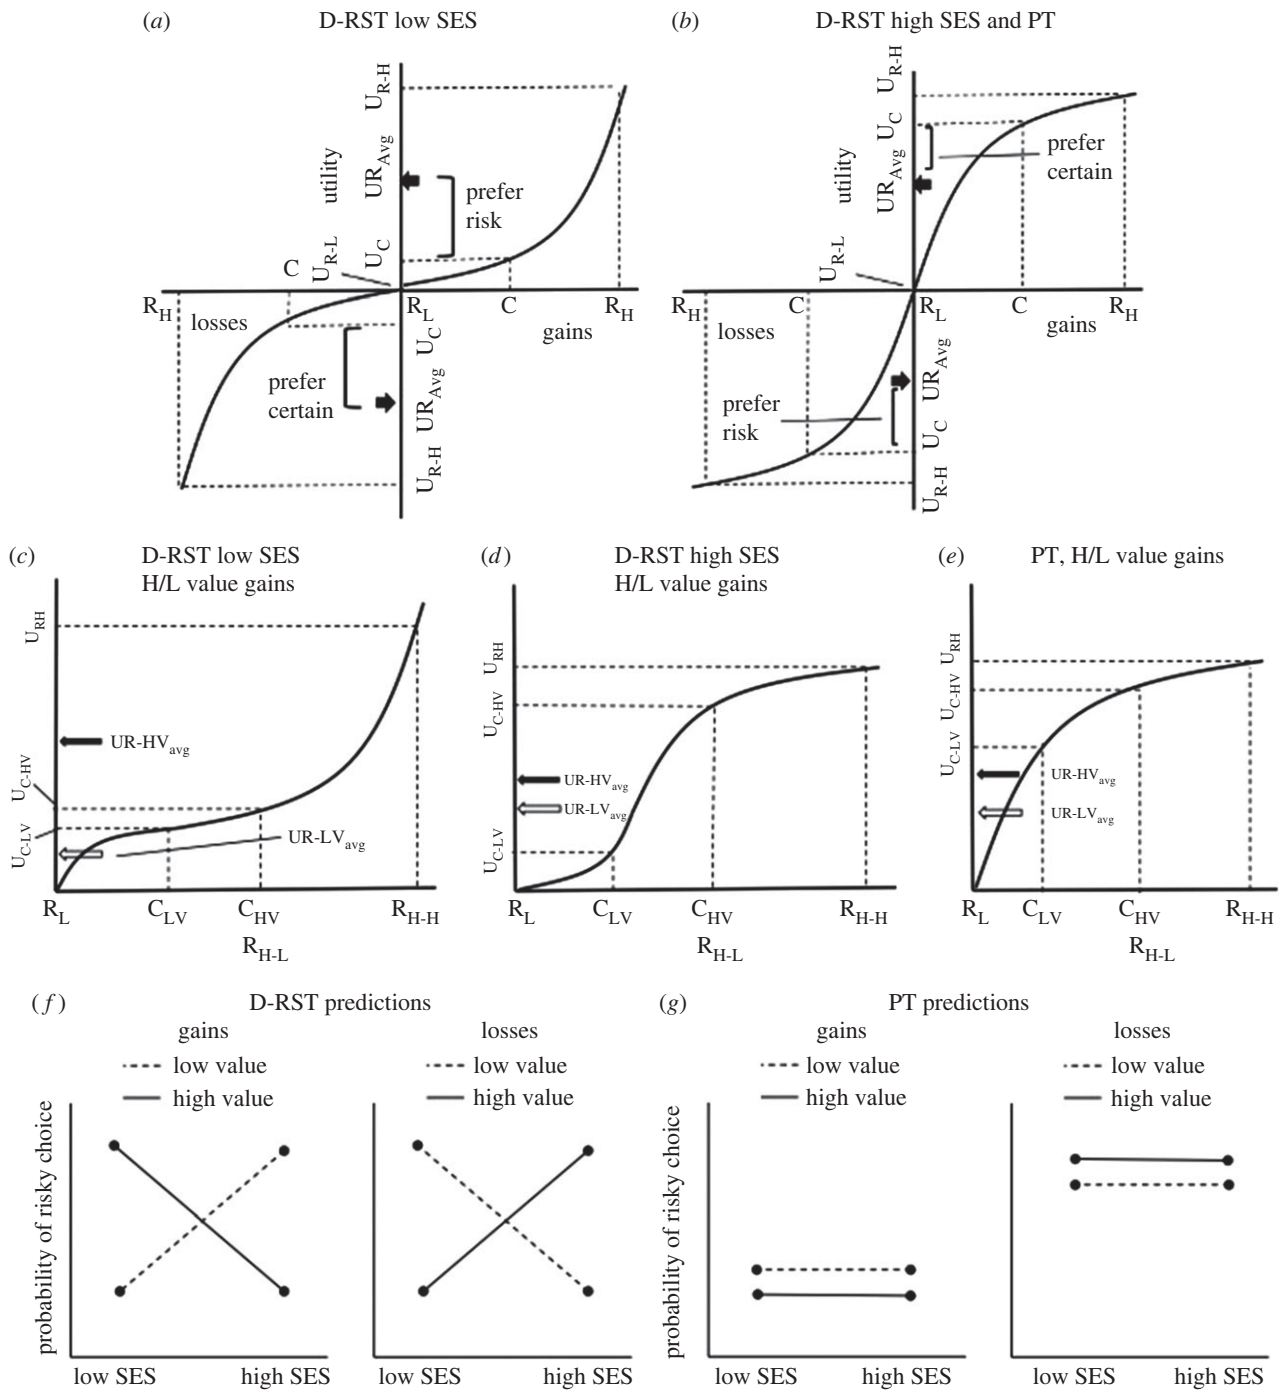 (a) D-RST low SES
U_R-H
UR_Avg
utility
prefer
risk
U_C
U_R-L
C
R_H
losses
R_L
C
R_H
gains
U_C
prefer
certain
UR_Avg
U_R-H
(b) D-RST high SES and PT
U_R-H
U_C
prefer
certain
UR_Avg
utility
U_R-L
R_H
C
R_L
C
R_H
losses
gains
UR_Avg
prefer
risk
U_C
U_R-H
(c) D-RST low SES
H/L value gains
U_RH
UR-HV_avg
U_C-HV
U_C-LV
UR-LV_avg
R_L C_LV C_HV R_H-H
R_H-L
(d) D-RST high SES
H/L value gains
U_RH
U_C-HV
UR-HV_avg
UR-LV_avg
U_C-LV
R_L C_LV C_HV R_H-H
R_H-L
(e) PT, H/L value gains
U_RH
U_C-HV
U_C-LV
UR-HV_avg
UR-LV_avg
R_L C_LV C_HV R_H-H
R_H-L
(f) D-RST predictions
gains
low value
high value
probability of risky choice
low SES high SES
losses
low value
high value
low SES high SES
(g) PT predictions
gains
low value
high value
probability of risky choice
low SES high SES
losses
low value
high value
low SES high SES